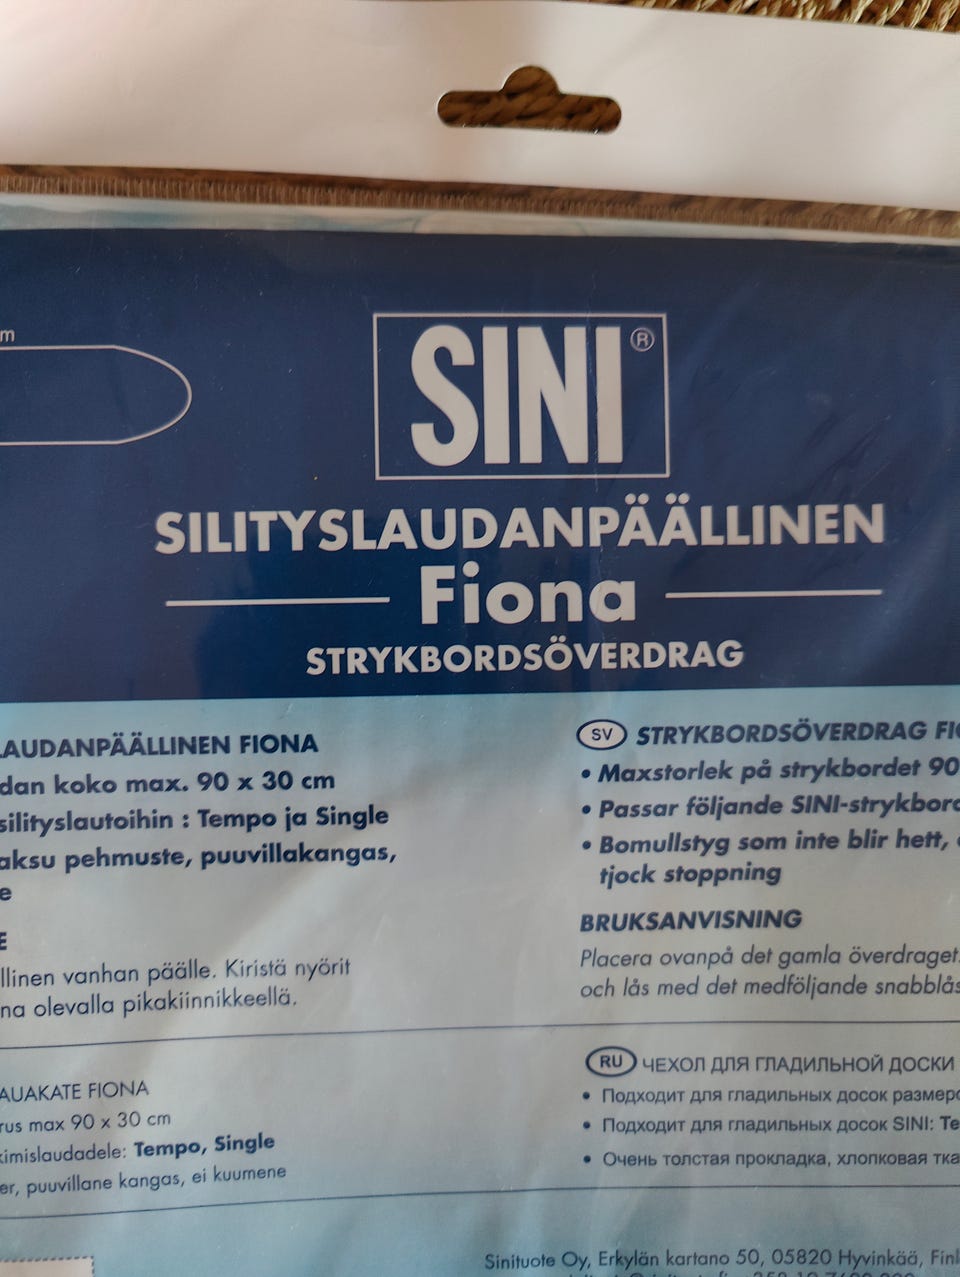 m
SINI®
SILITYSLAUDANPÄÄLLINEN
Fiona
STRYKBORDSÖVERDRAG
LAUDANPÄÄLLINEN FIONA
dan koko max. 90 x 30 cm
silityslautoihin : Tempo ja Single
aksu pehmuste, puuvillakangas,
e
E
llinen vanhan päälle. Kiristä nyörit
na olevalla pikakiinnikkeellä.
SV STRYKBORDSÖVERDRAG FIO
• Maxstorlek på strykbordet 90
• Passar följande SINI-strykbord
• Bomullstyg som inte blir hett,
tjock stoppning
BRUKSANVISNING
Placera ovanpå det gamla överdraget.
och lås med det medföljande snabblås
AUAKATE FIONA
rus max 90 x 30 cm
kimislaudadele: Tempo, Single
er, puuvillane kangas, ei kuumene
RU ЧЕХОЛ ДЛЯ ГЛАДИЛЬНОЙ ДОСКИ
• Подходит для гладильных досок размеро
• Подходит для гладильных досок SINI: Te
• Очень толстая прокладка, хлопковая тка
Sinituote Oy, Erkylän kartano 50, 05820 Hyvinkää, Finl